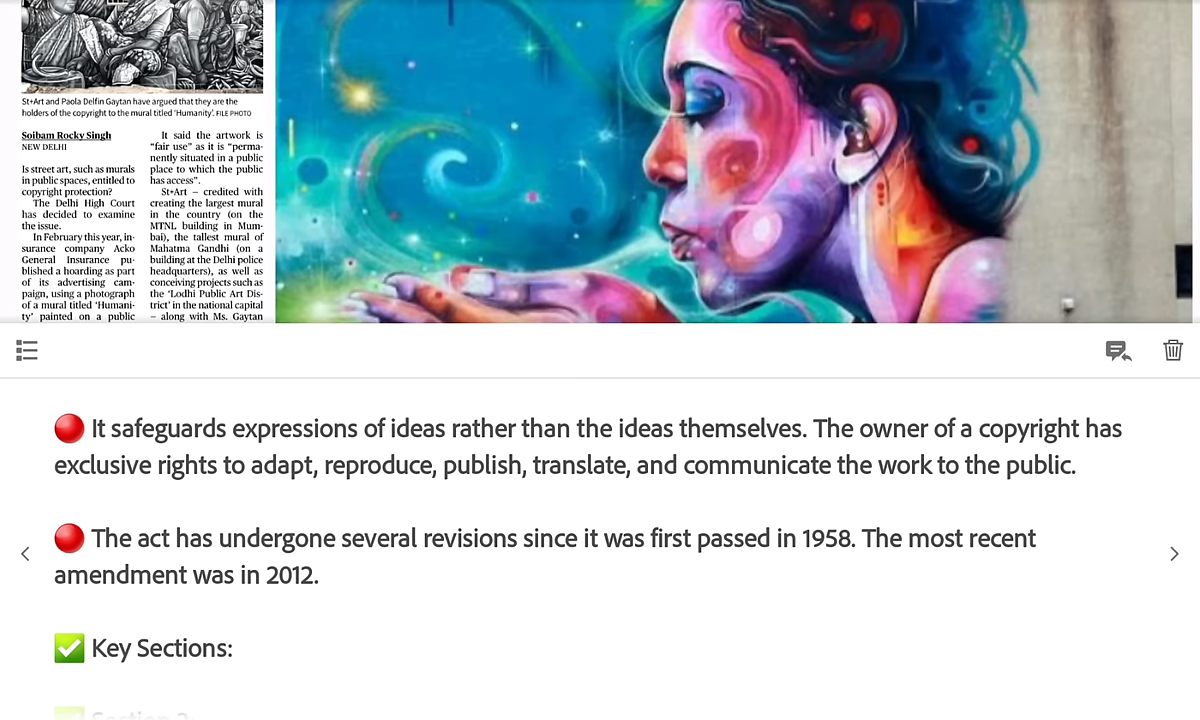 St+Art and Paola Delfin Gaytan have argued that they are the
holders of the copyright to the mural titled ‘Humanity’. FILE PHOTO
Soibam Rocky Singh
NEW DELHI
Is street art, such as murals
in public spaces, entitled to
copyright protection?
The Delhi High Court
has decided to examine
the issue.
In February this year, in-
surance company Acko
General Insurance pu-
blished a hoarding as part
of its advertising cam-
paign, using a photograph
of a mural titled ‘Humani-
ty’ painted on a public
It said the artwork is
“fair use” as it is “perma-
nently situated in a public
place to which the public
has access”.
St+Art – credited with
creating the largest mural
in the country (on the
MTNL building in Mum-
bai), the tallest mural of
Mahatma Gandhi (on a
building at the Delhi police
headquarters), as well as
conceiving projects such as
the ‘Lodhi Public Art Dis-
trict’ in the national capital
– along with Ms. Gaytan
🔴 It safeguards expressions of ideas rather than the ideas themselves. The owner of a copyright has
exclusive rights to adapt, reproduce, publish, translate, and communicate the work to the public.
🔴 The act has undergone several revisions since it was first passed in 1958. The most recent
amendment was in 2012.
✅ Key Sections: